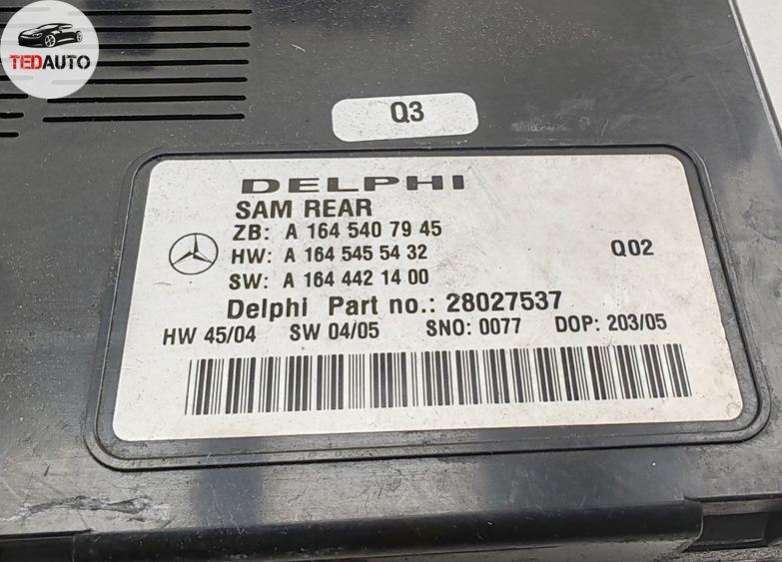 TEDAUTO
Q3
DELPHI
SAM REAR
ZB: A 164 540 79 45
HW: A 164 545 54 32
Q02
SW: A 164 442 14 00
Delphi Part no.: 28027537
HW 45/04 SW 04/05 SNO: 0077 DOP: 203/05